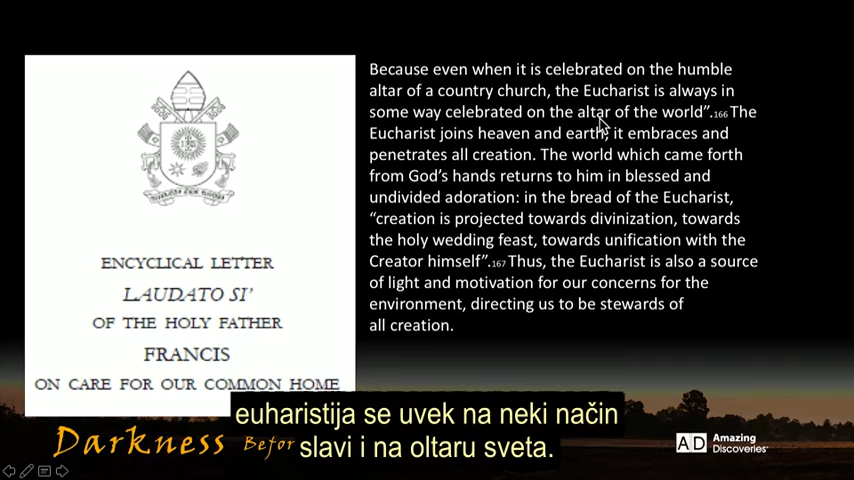 Because even when it is celebrated on the humble
altar of a country church, the Eucharist is always in
some way celebrated on the altar of the world”.166 The
Eucharist joins heaven and earth; it embraces and
penetrates all creation. The world which came forth
from God’s hands returns to him in blessed and
undivided adoration: in the bread of the Eucharist,
“creation is projected towards divinization, towards
the holy wedding feast, towards unification with the
Creator himself”.167 Thus, the Eucharist is also a source
of light and motivation for our concerns for the
environment, directing us to be stewards of
all creation.
ENCYCLICAL LETTER
LAUDATO SI’
OF THE HOLY FATHER
FRANCIS
ON CARE FOR OUR COMMON HOME
euharistija se uvek na neki način
slavi i na oltaru sveta.
Darkness Befor
AD Amazing
Discoveries